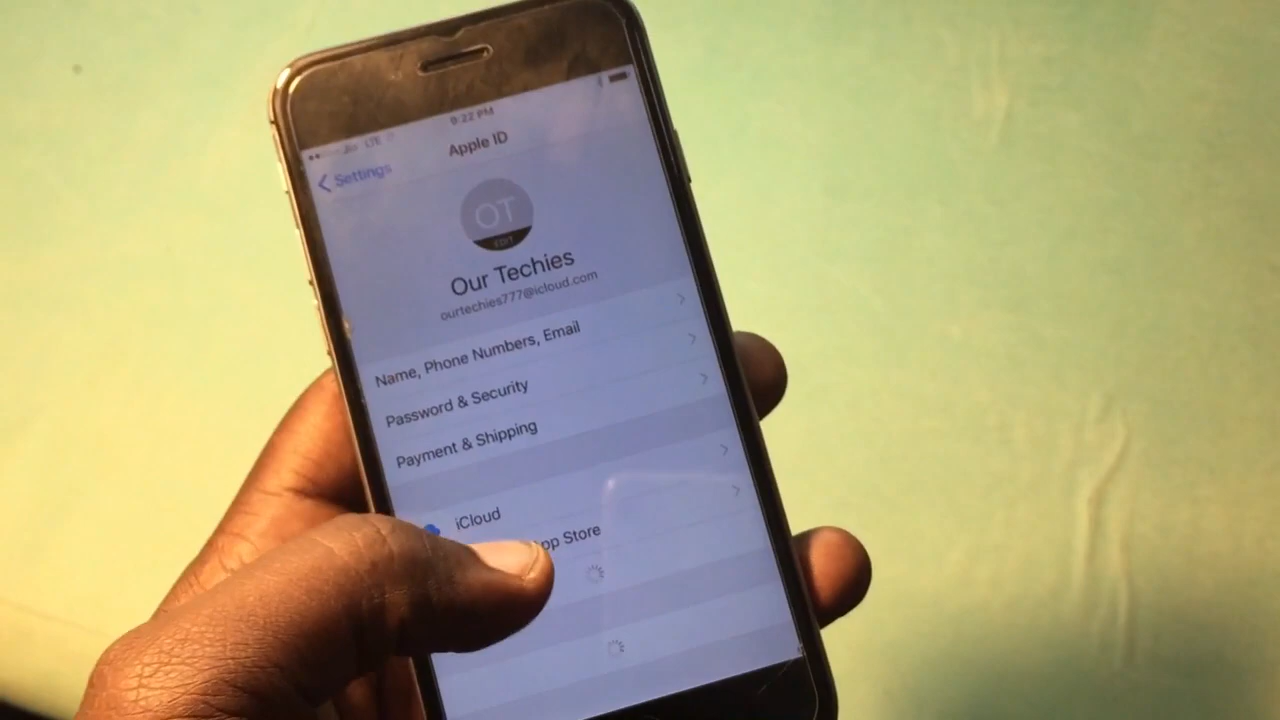 9:22 PM
Jio LTE
Apple ID
Settings
OT
EDIT
Our Techies
ourtechies777@icloud.com
Name, Phone Numbers, Email
Password & Security
Payment & Shipping
iCloud
App Store